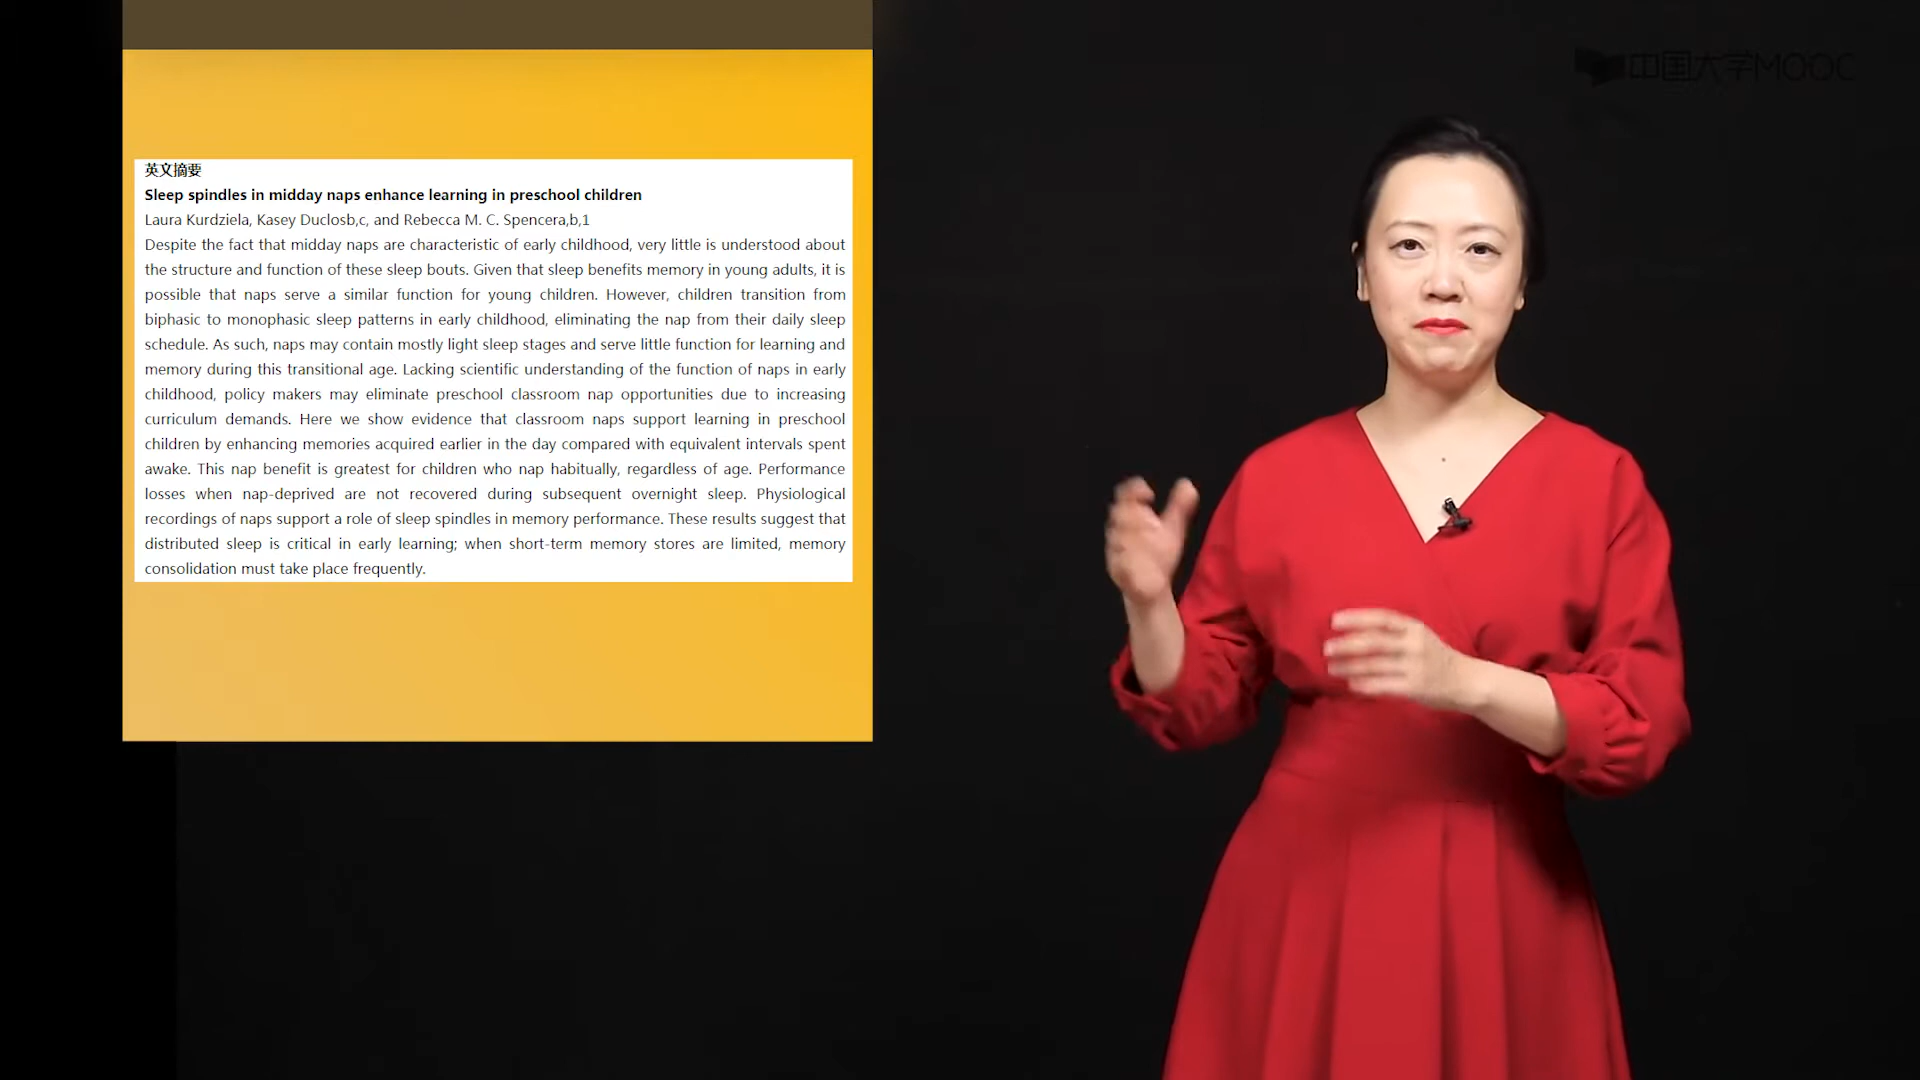 中国大学MOOC
英文摘要
Sleep spindles in midday naps enhance learning in preschool children
Laura Kurdziela, Kasey Duclosb,c, and Rebecca M. C. Spencera,b,1
Despite the fact that midday naps are characteristic of early childhood, very little is understood about
the structure and function of these sleep bouts. Given that sleep benefits memory in young adults, it is
possible that naps serve a similar function for young children. However, children transition from
biphasic to monophasic sleep patterns in early childhood, eliminating the nap from their daily sleep
schedule. As such, naps may contain mostly light sleep stages and serve little function for learning and
memory during this transitional age. Lacking scientific understanding of the function of naps in early
childhood, policy makers may eliminate preschool classroom nap opportunities due to increasing
curriculum demands. Here we show evidence that classroom naps support learning in preschool
children by enhancing memories acquired earlier in the day compared with equivalent intervals spent
awake. This nap benefit is greatest for children who nap habitually, regardless of age. Performance
losses when nap-deprived are not recovered during subsequent overnight sleep. Physiological
recordings of naps support a role of sleep spindles in memory performance. These results suggest that
distributed sleep is critical in early learning; when short-term memory stores are limited, memory
consolidation must take place frequently.